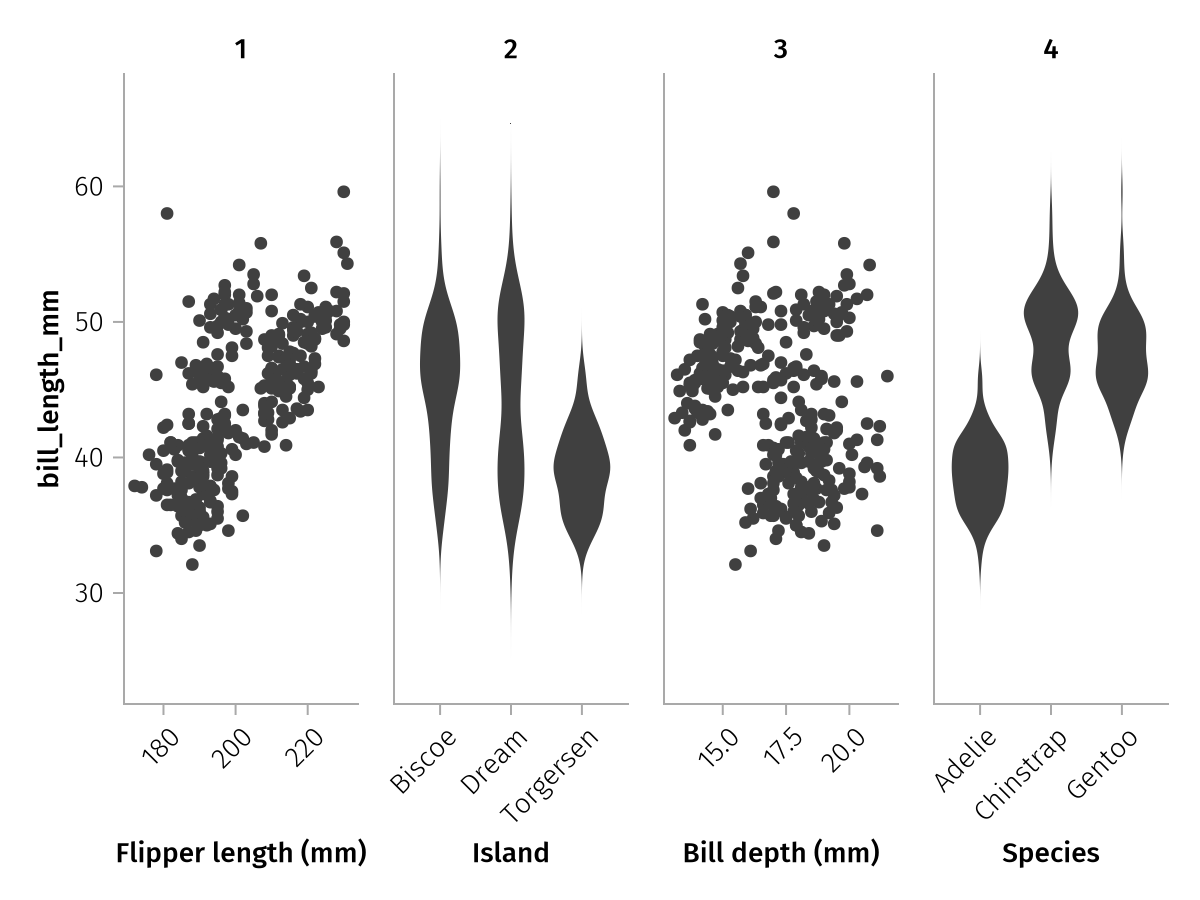 1 2 3 4
bill_length_mm
60
50
40
30
180 200 220
Biscoe Dream Torgersen
15.0 17.5 20.0
Adelie Chinstrap Gentoo
Flipper length (mm) Island Bill depth (mm) Species